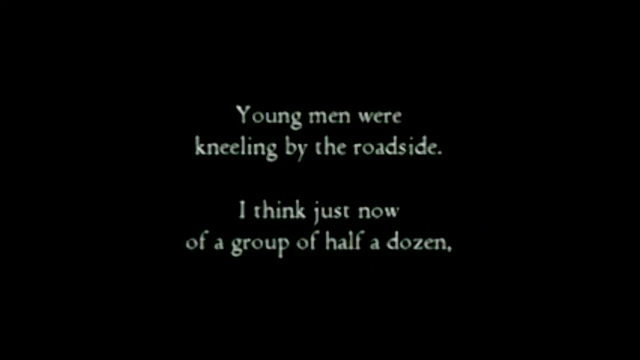 Young men were
kneeling by the roadside.
I think just now
of a group of half a dozen,